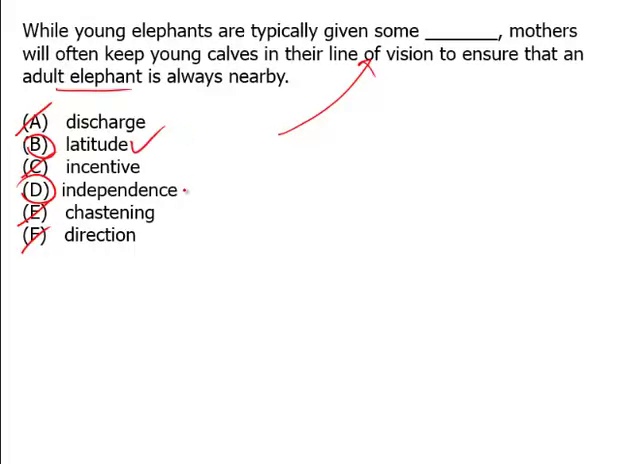 While young elephants are typically given some ________, mothers
will often keep young calves in their line of vision to ensure that an
adult elephant is always nearby.
(A) discharge
(B) latitude
(C) incentive
(D) independence
(E) chastening
(F) direction